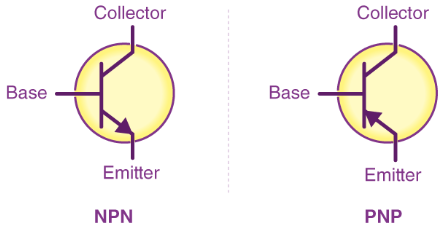 Collector
Base
Emitter
NPN
Collector
Base
Emitter
PNP